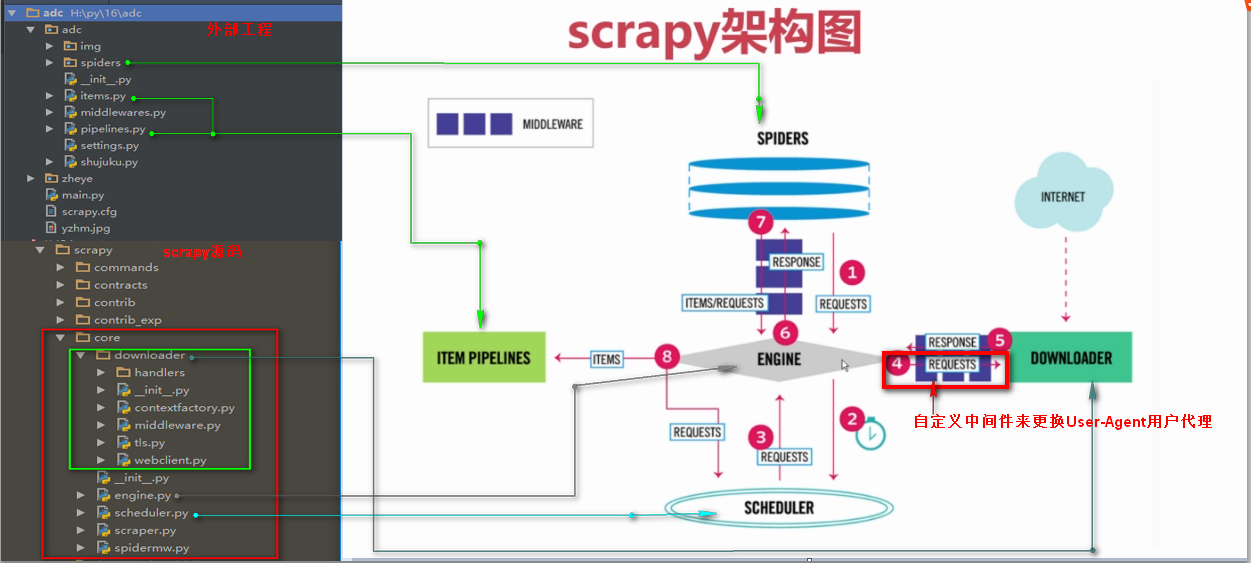 adc H:\py\16\adc
adc
外部工程
img
spiders
__init__.py
items.py
middlewares.py
pipelines.py
settings.py
shujuku.py
zheye
main.py
scrapy.cfg
yzhm.jpg
scrapy
scrapy源码
commands
contracts
contrib
contrib_exp
core
downloader
handlers
__init__.py
contextfactory.py
middleware.py
tls.py
webclient.py
__init__.py
engine.py
scheduler.py
scraper.py
spidermw.py
scrapy架构图
MIDDLEWARE
SPIDERS
INTERNET
7
RESPONSE
1
ITEMS/REQUESTS
REQUESTS
6
ITEM PIPELINES
ITEMS
8
ENGINE
RESPONSE
5
4
REQUESTS
DOWNLOADER
自定义中间件来更换User-Agent用户代理
REQUESTS
3
REQUESTS
2
SCHEDULER